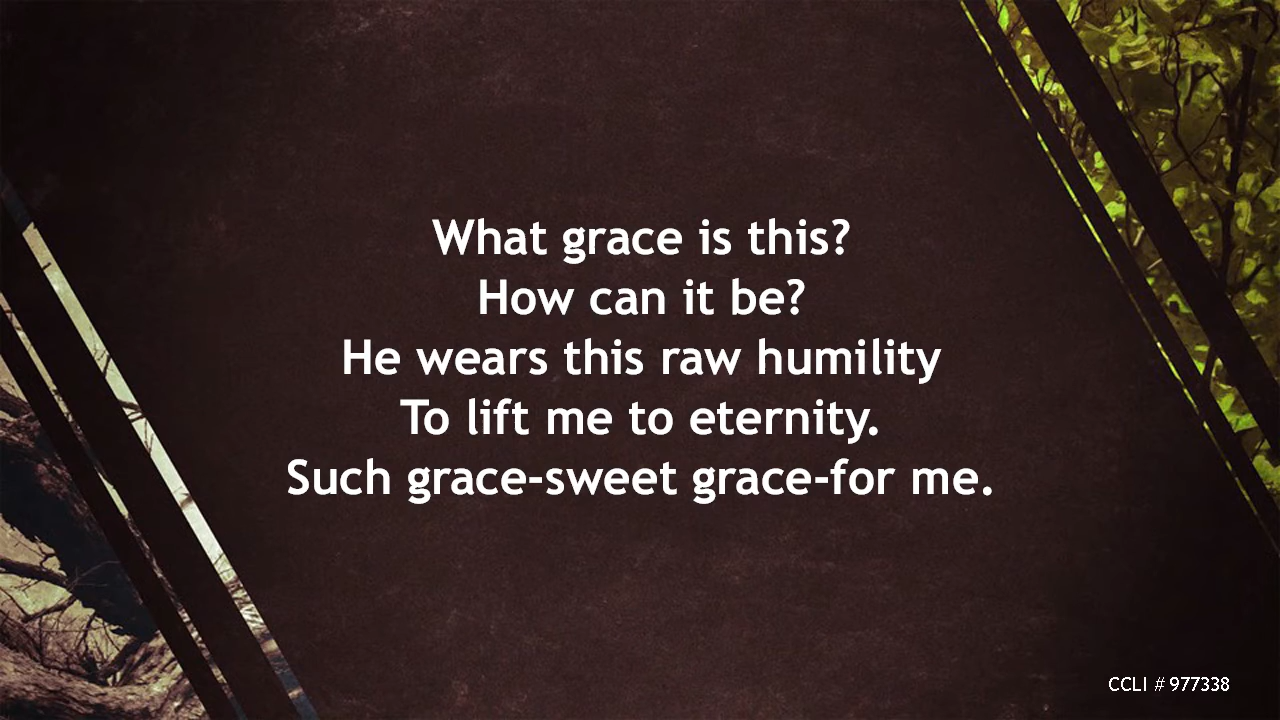 What grace is this?
How can it be?
He wears this raw humility
To lift me to eternity.
Such grace-sweet grace-for me.
CCLI # 977338